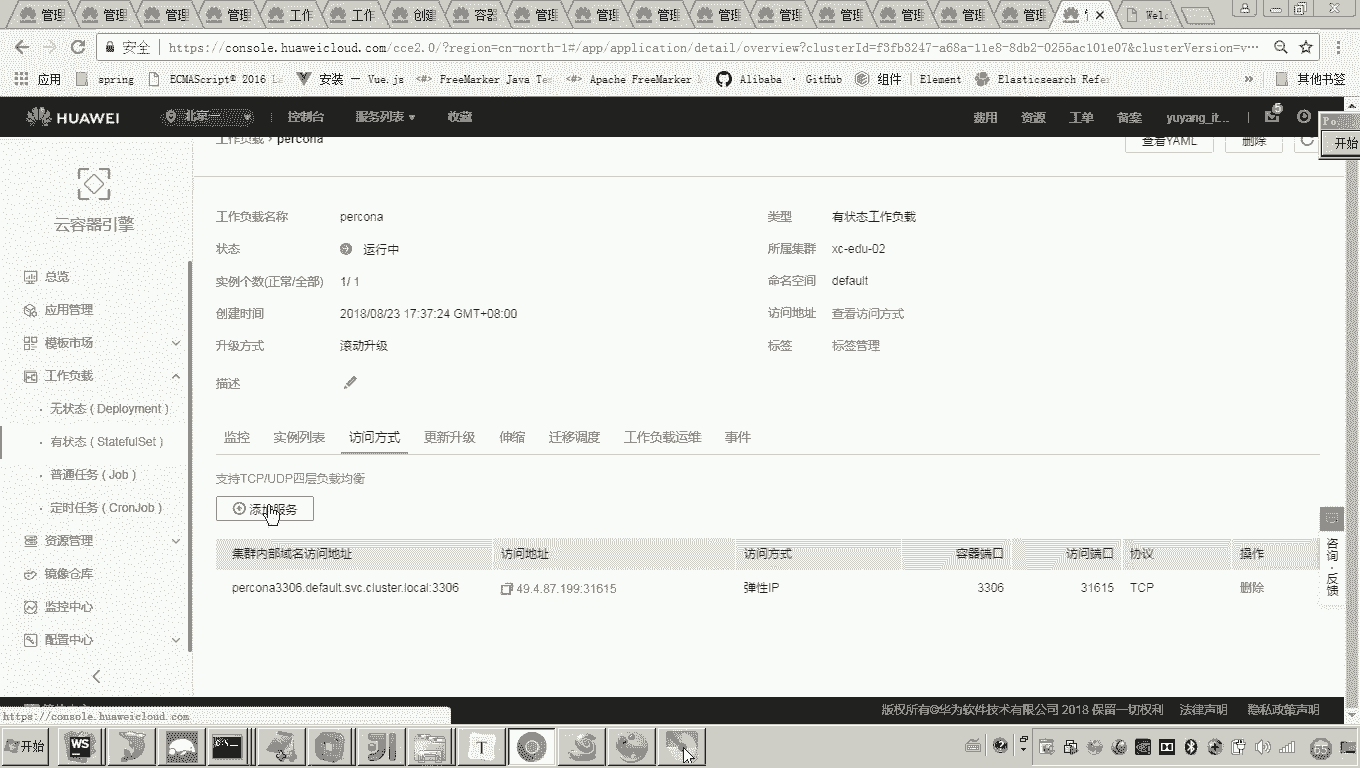 管理 管理 管理 管理 工作 工作 创建 容器 管理 管理 管理 管理 管理 管理 管理 管理 管理 Welc
安全 https://console.huaweicloud.com/cce2.0/?region=cn-north-1#/app/application/detail/overview?clusterId=f3fb3247-a68a-11e8-8db2-0255ac101e07&clusterVersion=v…
应用 spring ECMAScript® 2016 La 安装 — Vue.js FreeMarker Java Tem Apache FreeMarker Alibaba · GitHub 组件 Element Elasticsearch Refe » 其他书签
HUAWEI 北京一 控制台 服务列表 收藏 费用 资源 工单 备案 yuyang_it... 5
开始
工作负载 > percona 查看YAML 删除
云容器引擎
总览
应用管理
模板市场
工作负载
· 无状态 ( Deployment )
· 有状态 ( StatefulSet )
· 普通任务 ( Job )
· 定时任务 ( CronJob )
资源管理
镜像仓库
监控中心
配置中心
工作负载名称 percona 类型 有状态工作负载
状态 运行中 所属集群 xc-edu-02
实例个数(正常/全部) 1/ 1 命名空间 default
创建时间 2018/08/23 17:37:24 GMT+08:00 访问地址 查看访问方式
升级方式 滚动升级 标签 标签管理
描述
监控 实例列表 访问方式 更新升级 伸缩 迁移调度 工作负载运维 事件
支持TCP/UDP四层负载均衡
添加服务
集群内部域名访问地址 访问地址 访问方式 容器端口 访问端口 协议 操作
percona3306.default.svc.cluster.local:3306 49.4.87.199:31615 弹性IP 3306 31615 TCP 删除
咨询·反馈
https://console.huaweicloud.com
版权所有©华为软件技术有限公司 2018 保留一切权利 法律声明 隐私政策声明
开始 WS T